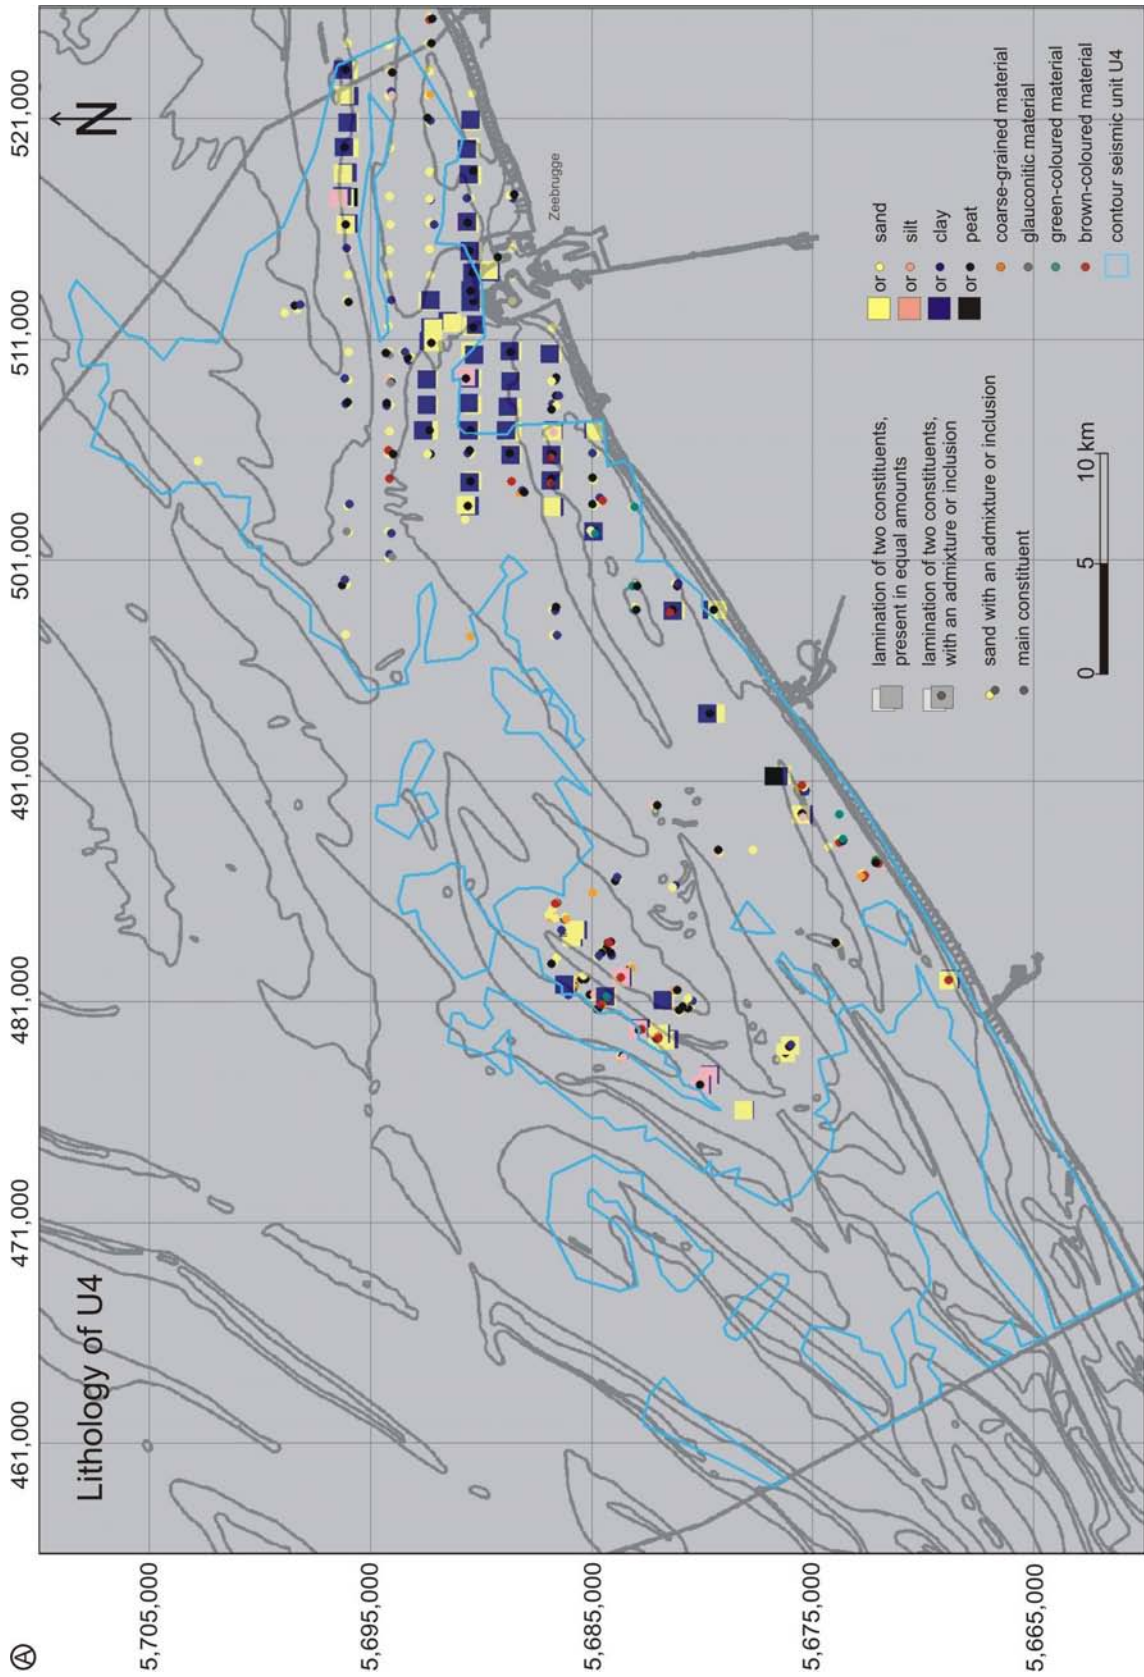 A
Lithology of U4
N
461,000
471,000
481,000
491,000
501,000
511,000
521,000
5,705,000
5,695,000
5,685,000
5,675,000
5,665,000
Zeebrugge
lamination of two constituents,
present in equal amounts
lamination of two constituents,
with an admixture or inclusion
sand with an admixture or inclusion
main constituent
or sand
or silt
or clay
or peat
coarse-grained material
glauconitic material
green-coloured material
brown-coloured material
contour seismic unit U4
0 5 10 km